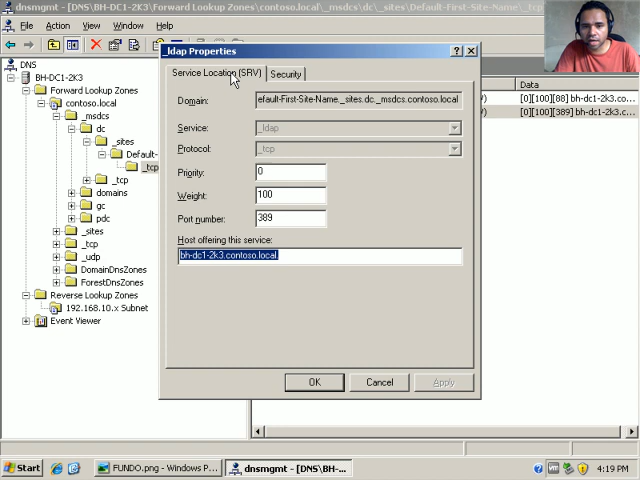 dnsmgmt - [DNS\BH-DC1-2K3\Forward Lookup Zones\contoso.local\_msdcs\dc\_sites\Default-First-Site-Name\_tcp
File Action View Window Help
DNS
BH-DC1-2K3
Forward Lookup Zones
contoso.local
_msdcs
dc
_sites
Default-
_tcp
_tcp
domains
gc
pdc
_sites
_tcp
_udp
DomainDnsZones
ForestDnsZones
Reverse Lookup Zones
192.168.10.x Subnet
Event Viewer
_ldap Properties
Service Location (SRV)
Security
Domain: efault-First-Site-Name._sites.dc._msdcs.contoso.local
Service: _ldap
Protocol: _tcp
Priority: 0
Weight: 100
Port number: 389
Host offering this service:
bh-dc1-2k3.contoso.local.
OK Cancel Apply
Data
[0][100][88] bh-dc1-2k3.co...
[0][100][389] bh-dc1-2k3.c...
Start
FUNDO.png - Windows P...
dnsmgmt - [DNS\BH-...
4:19 PM